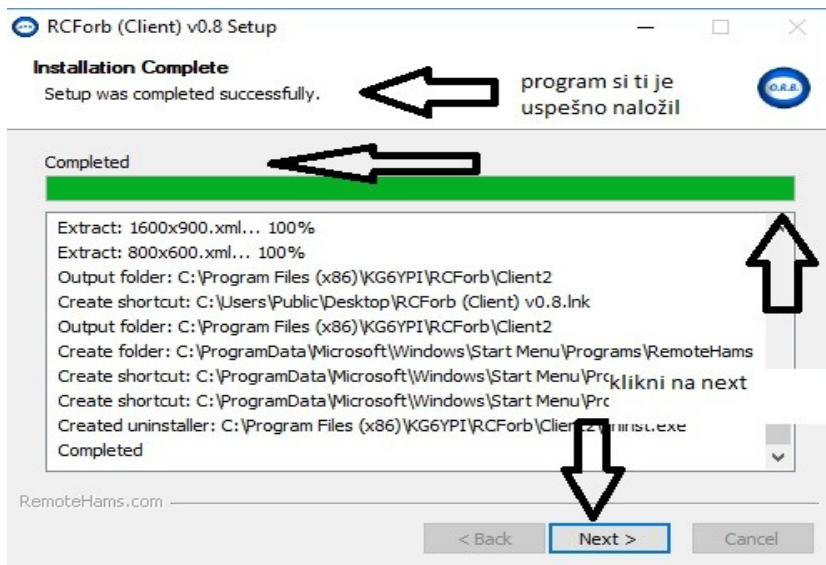 RCForb (Client) v0.8 Setup
Installation Complete
Setup was completed successfully.
program si ti je
uspešno naložil
O.R.B.
Completed
Extract: 1600x900.xml... 100%
Extract: 800x600.xml... 100%
Output folder: C:\Program Files (x86)\KG6YPI\RCForb\Client2
Create shortcut: C:\Users\Public\Desktop\RCForb (Client) v0.8.lnk
Output folder: C:\Program Files (x86)\KG6YPI\RCForb\Client2
Create folder: C:\ProgramData\Microsoft\Windows\Start Menu\Programs\RemoteHams
Create shortcut: C:\ProgramData\Microsoft\Windows\Start Menu\Prc
klikni na next
Create shortcut: C:\ProgramData\Microsoft\Windows\Start Menu\Prc
Created uninstaller: C:\Program Files (x86)\KG6YPI\RCForb\Client2\uninst.exe
Completed
RemoteHams.com
< Back
Next >
Cancel